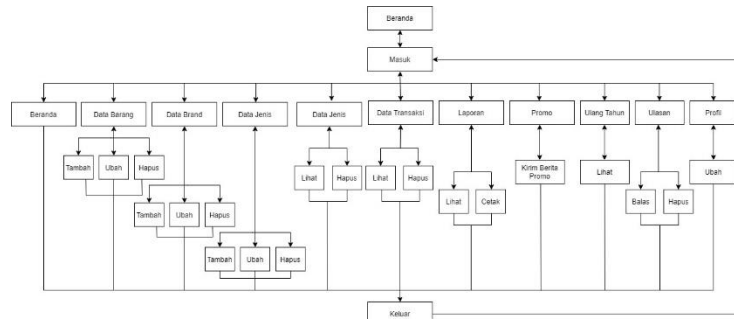 Beranda
Masuk
Beranda
Data Barang
Data Brand
Data Jenis
Data Jenis
Data Transaksi
Laporan
Promo
Ulang Tahun
Ulasan
Profil
Tambah
Ubah
Hapus
Lihat
Hapus
Lihat
Hapus
Kirim Berita
Promo
Lihat
Ubah
Tambah
Ubah
Hapus
Lihat
Cetak
Balas
Hapus
Tambah
Ubah
Hapus
Keluar